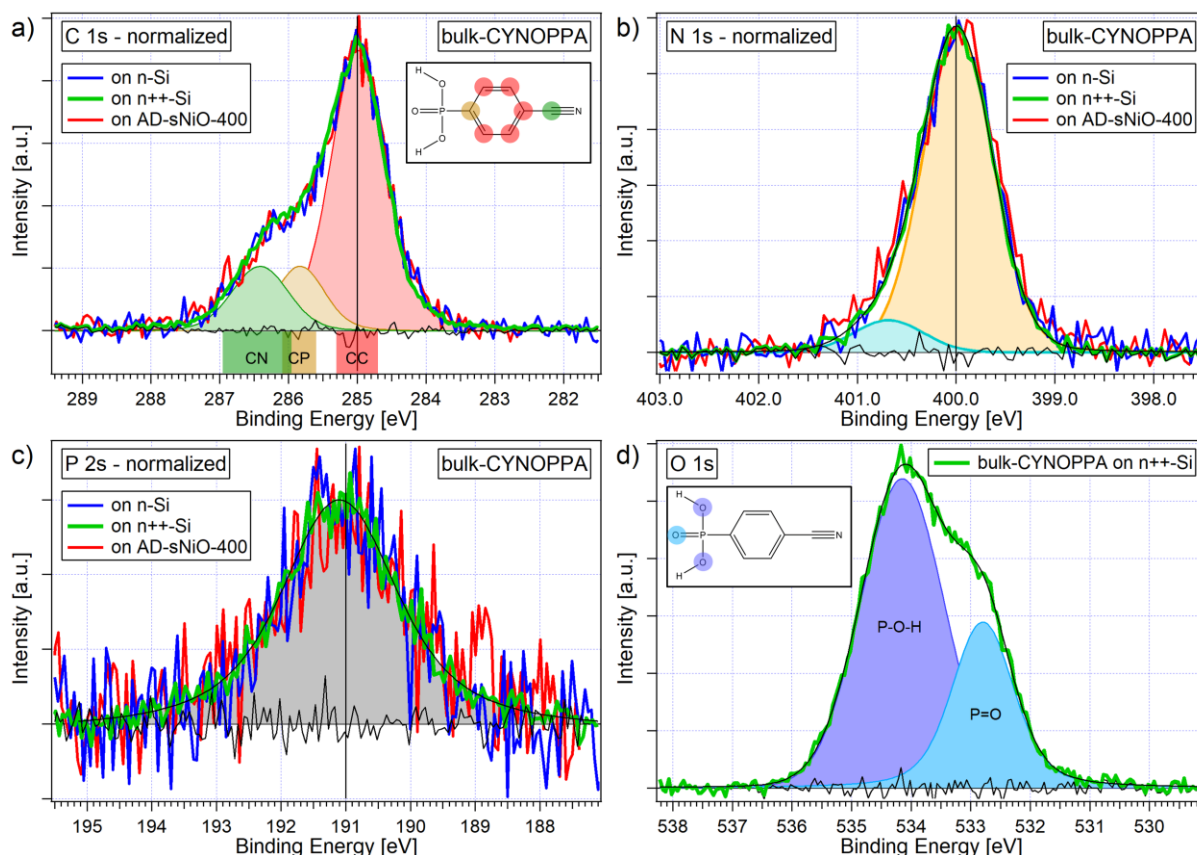 a)
C 1s - normalized
bulk-CYNOPPA
on n-Si
on n++-Si
on AD-sNiO-400
H
O
O
P
O
H
N
CN
CP
CC
Intensity [a.u.]
289
288
287
286
285
284
283
282
Binding Energy [eV]
b)
N 1s - normalized
bulk-CYNOPPA
on n-Si
on n++-Si
on AD-sNiO-400
Intensity [a.u.]
403.0
402.0
401.0
400.0
399.0
398.0
Binding Energy [eV]
c)
P 2s - normalized
bulk-CYNOPPA
on n-Si
on n++-Si
on AD-sNiO-400
Intensity [a.u.]
195
194
193
192
191
190
189
188
Binding Energy [eV]
d)
O 1s
bulk-CYNOPPA on n++-Si
H
O
O
P
O
H
N
P-O-H
P=O
Intensity [a.u.]
538
537
536
535
534
533
532
531
530
Binding Energy [eV]